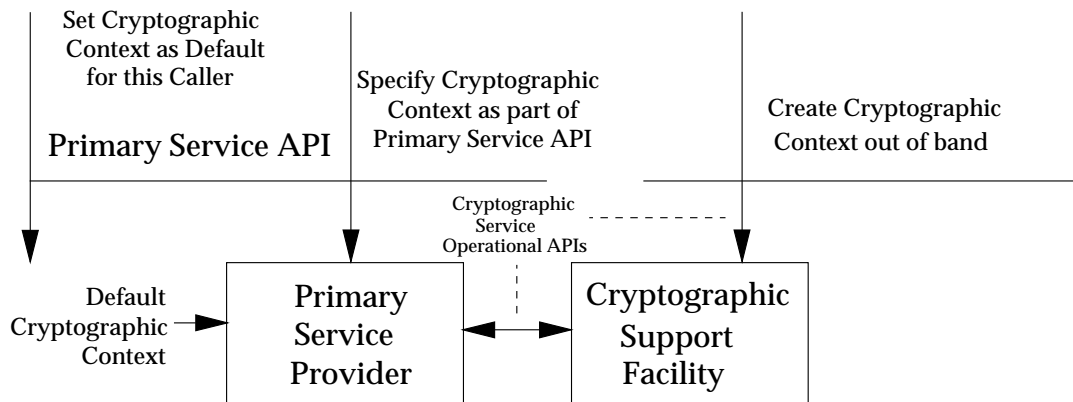 Set Cryptographic
Context as Default
for this Caller
Specify Cryptographic
Context as part of
Primary Service API
Create Cryptographic
Context out of band
Primary Service API
Cryptographic
Service
Operational APIs
Default
Cryptographic
Context
Primary
Service
Provider
Cryptographic
Support
Facility